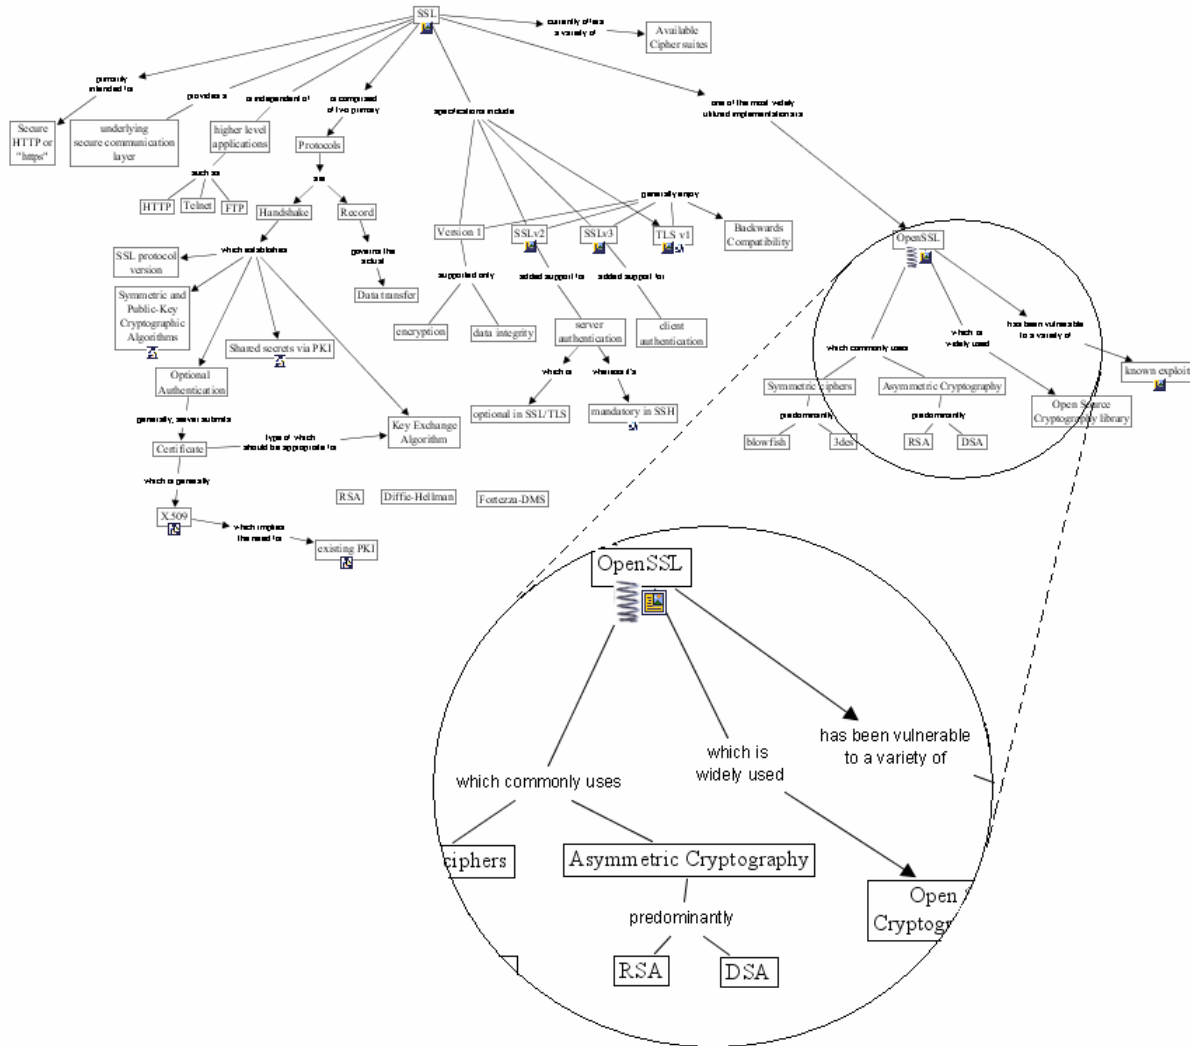 SSL
currently offers
a variety of
Available
Cipher suites
primarily
intended for
provides a
is independent of
is comprised
of two primary
specifications include
one of the most widely
utilized implementations is
Secure
HTTP or
"https"
underlying
secure communication
layer
higher level
applications
Protocols
such as
are
generally enjoy
HTTP
Telnet
FTP
Handshake
Record
Version 1
SSLv2
SSLv3
TLS v1
Backwards
Compatibility
OpenSSL
which establishes
governs the
actual
SSL protocol
version
supported only
added support for
added support for
Data transfer
Symmetric and
Public-Key
Cryptographic
Algorithms
encryption
data integrity
server
authentication
client
authentication
has been vulnerable
to a variety of
which is
widely used
which commonly uses
Shared secrets via PKI
Optional
Authentication
which is
whereas it's
known exploit
Symmetric ciphers
Asymmetric Cryptography
Open Source
Cryptography library
optional in SSL/TLS
mandatory in SSH
predominantly
predominantly
generally, server submits
Key Exchange
Algorithm
type of which
should be appropriate for
Certificate
blowfish
3des
RSA
DSA
which is generally
RSA
Diffie-Hellman
Fortezza-DMS
X.509
which implies
the need for
existing PKI
OpenSSL
has been vulnerable
to a variety of
which is
widely used
which commonly uses
ciphers
Asymmetric Cryptography
Open
Cryptogr
predominantly
RSA
DSA